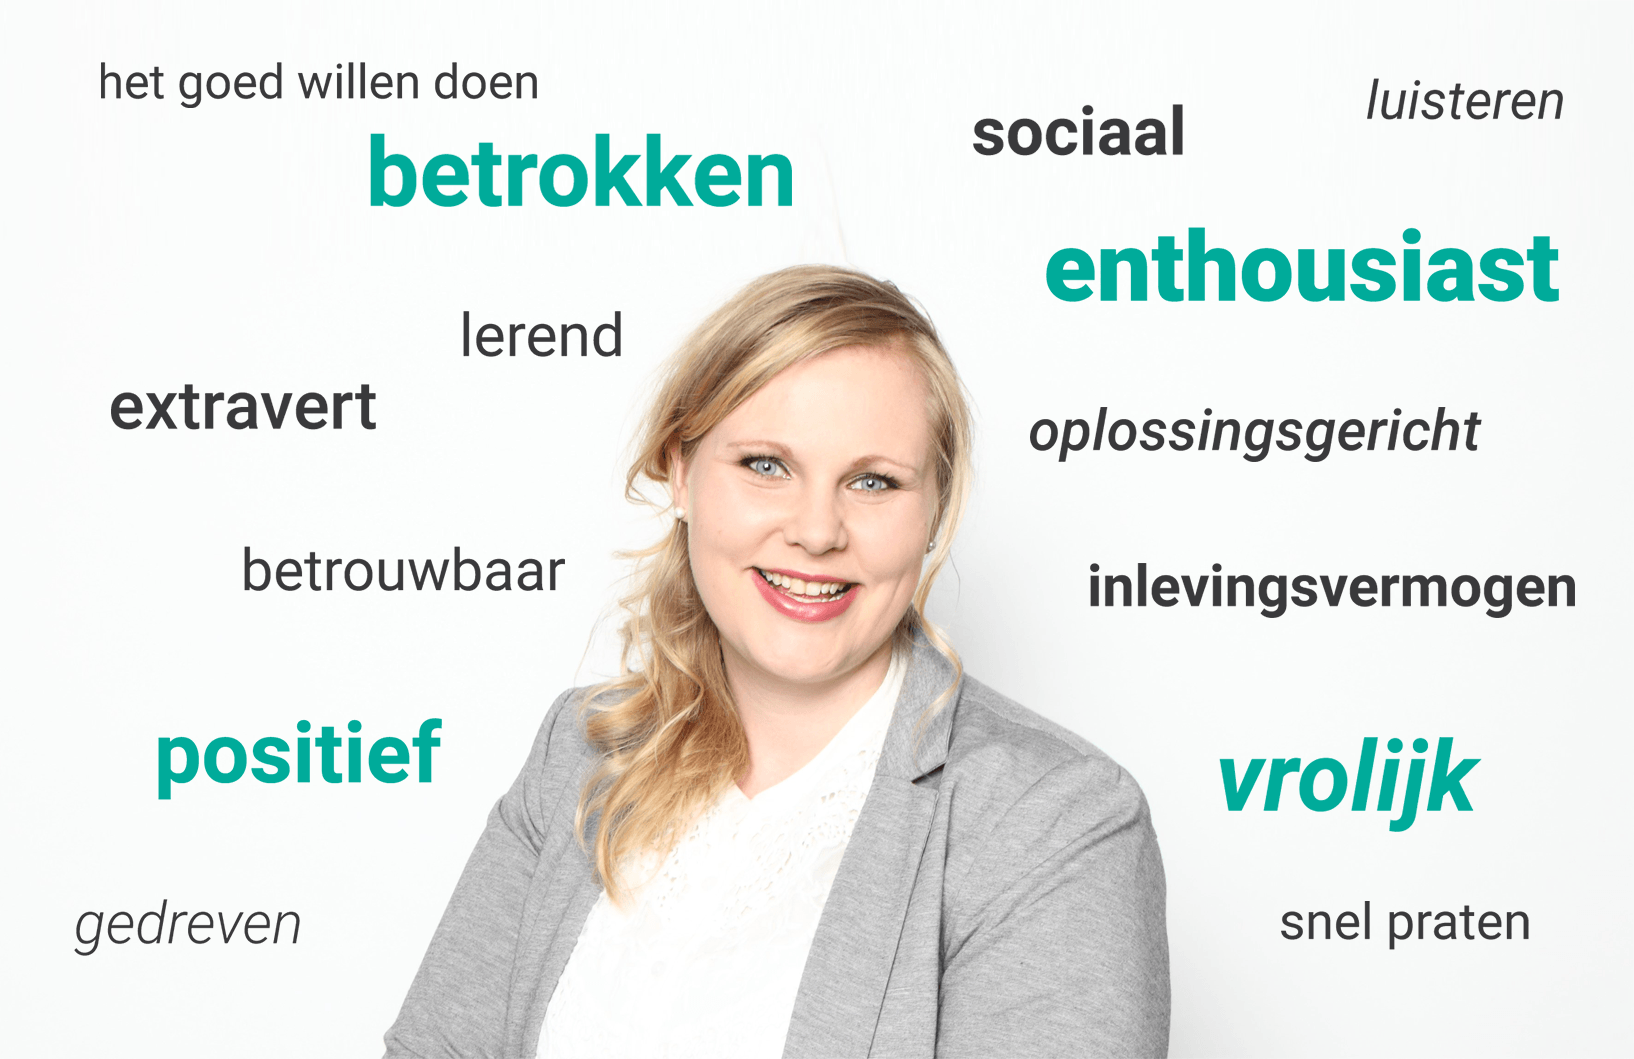 het goed willen doen
betrokken
sociaal
luisteren
enthousiast
lerend
extravert
oplossingsgericht
betrouwbaar
inlevingsvermogen
positief
vrolijk
gedreven
snel praten